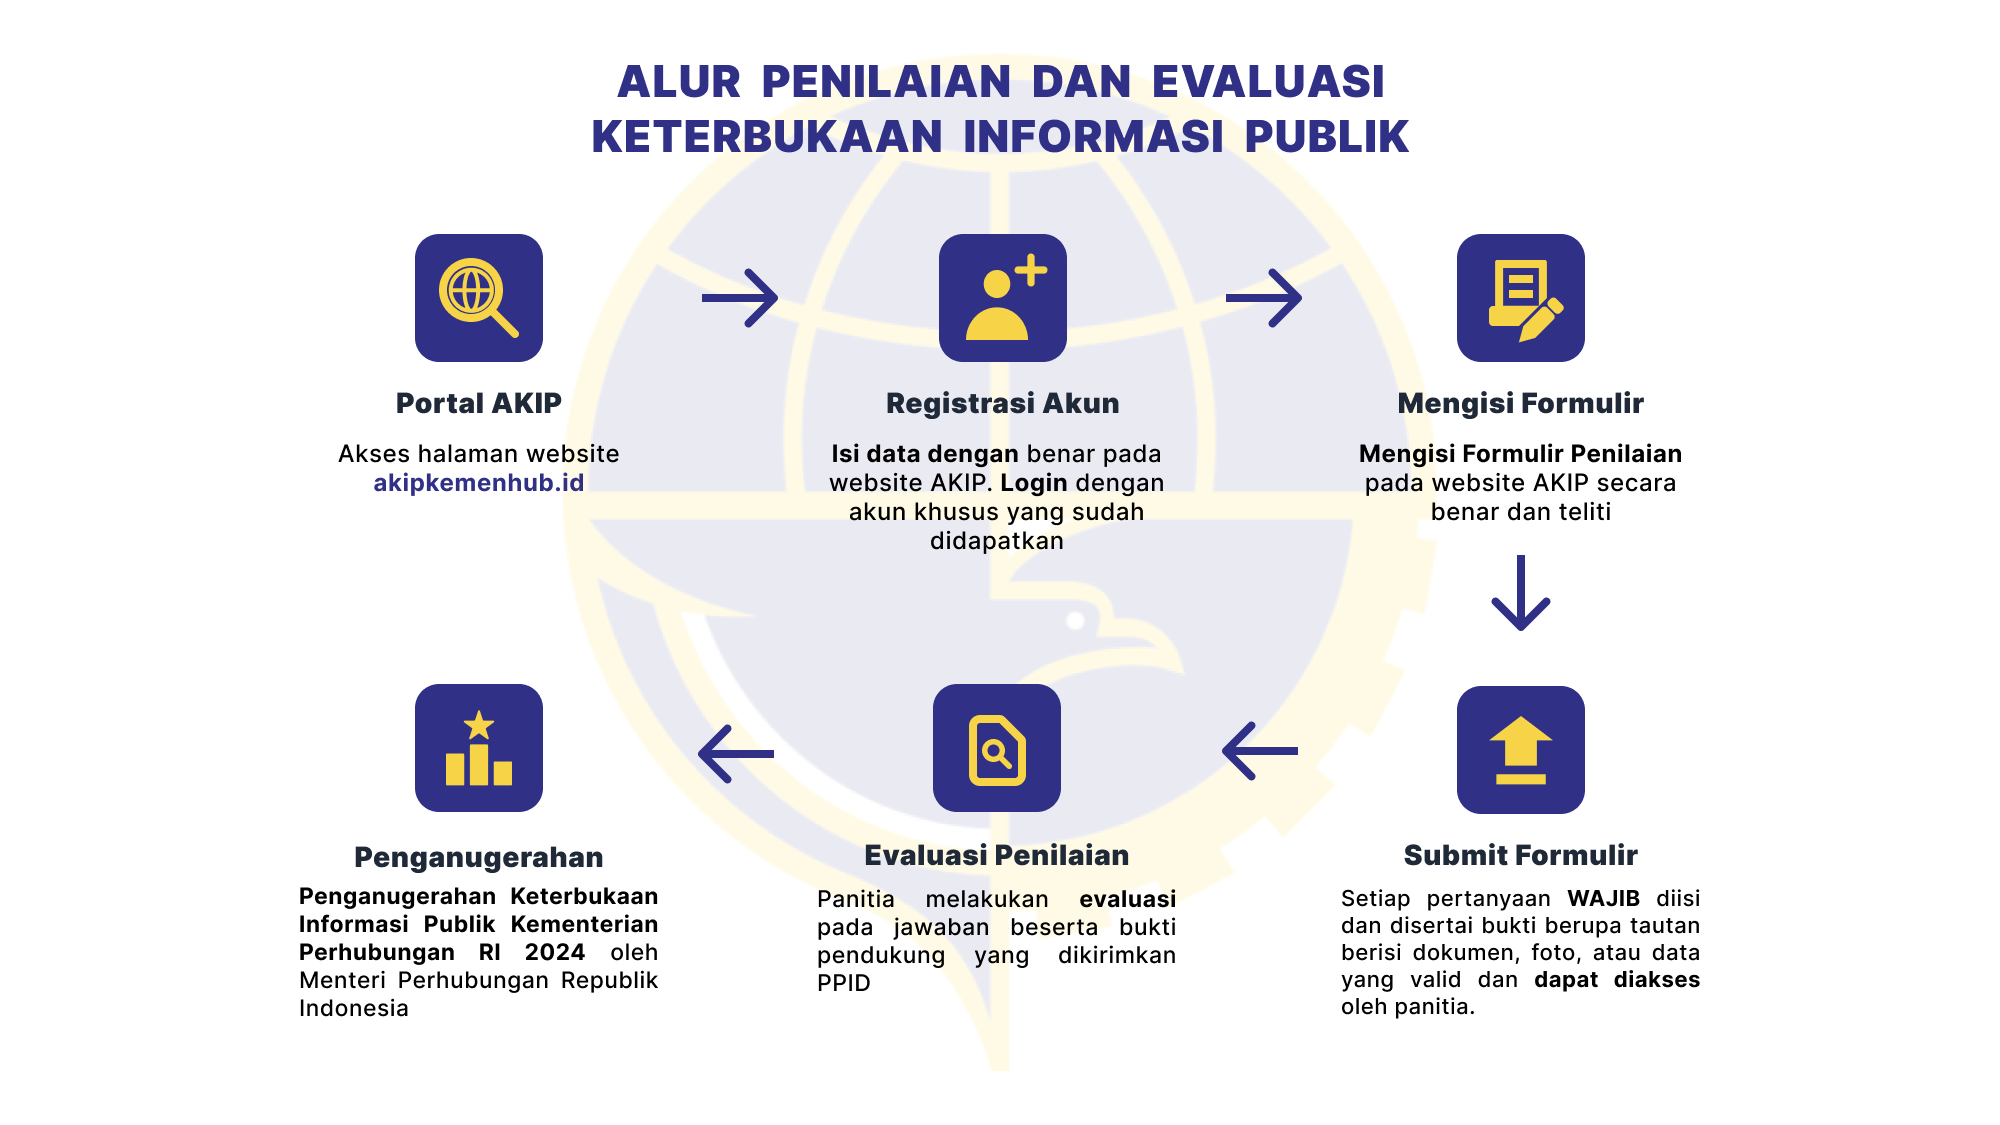 ALUR PENILAIAN DAN EVALUASI
KETERBUKAAN INFORMASI PUBLIK
Portal AKIP
Akses halaman website
akipkemenhub.id
Registrasi Akun
Isi data dengan benar pada
website AKIP. Login dengan
akun khusus yang sudah
didapatkan
Mengisi Formulir
Mengisi Formulir Penilaian
pada website AKIP secara
benar dan teliti
Submit Formulir
Setiap pertanyaan WAJIB diisi
dan disertai bukti berupa tautan
berisi dokumen, foto, atau data
yang valid dan dapat diakses
oleh panitia.
Evaluasi Penilaian
Panitia melakukan evaluasi
pada jawaban beserta bukti
pendukung yang dikirimkan
PPID
Penganugerahan
Penganugerahan Keterbukaan
Informasi Publik Kementerian
Perhubungan RI 2024 oleh
Menteri Perhubungan Republik
Indonesia